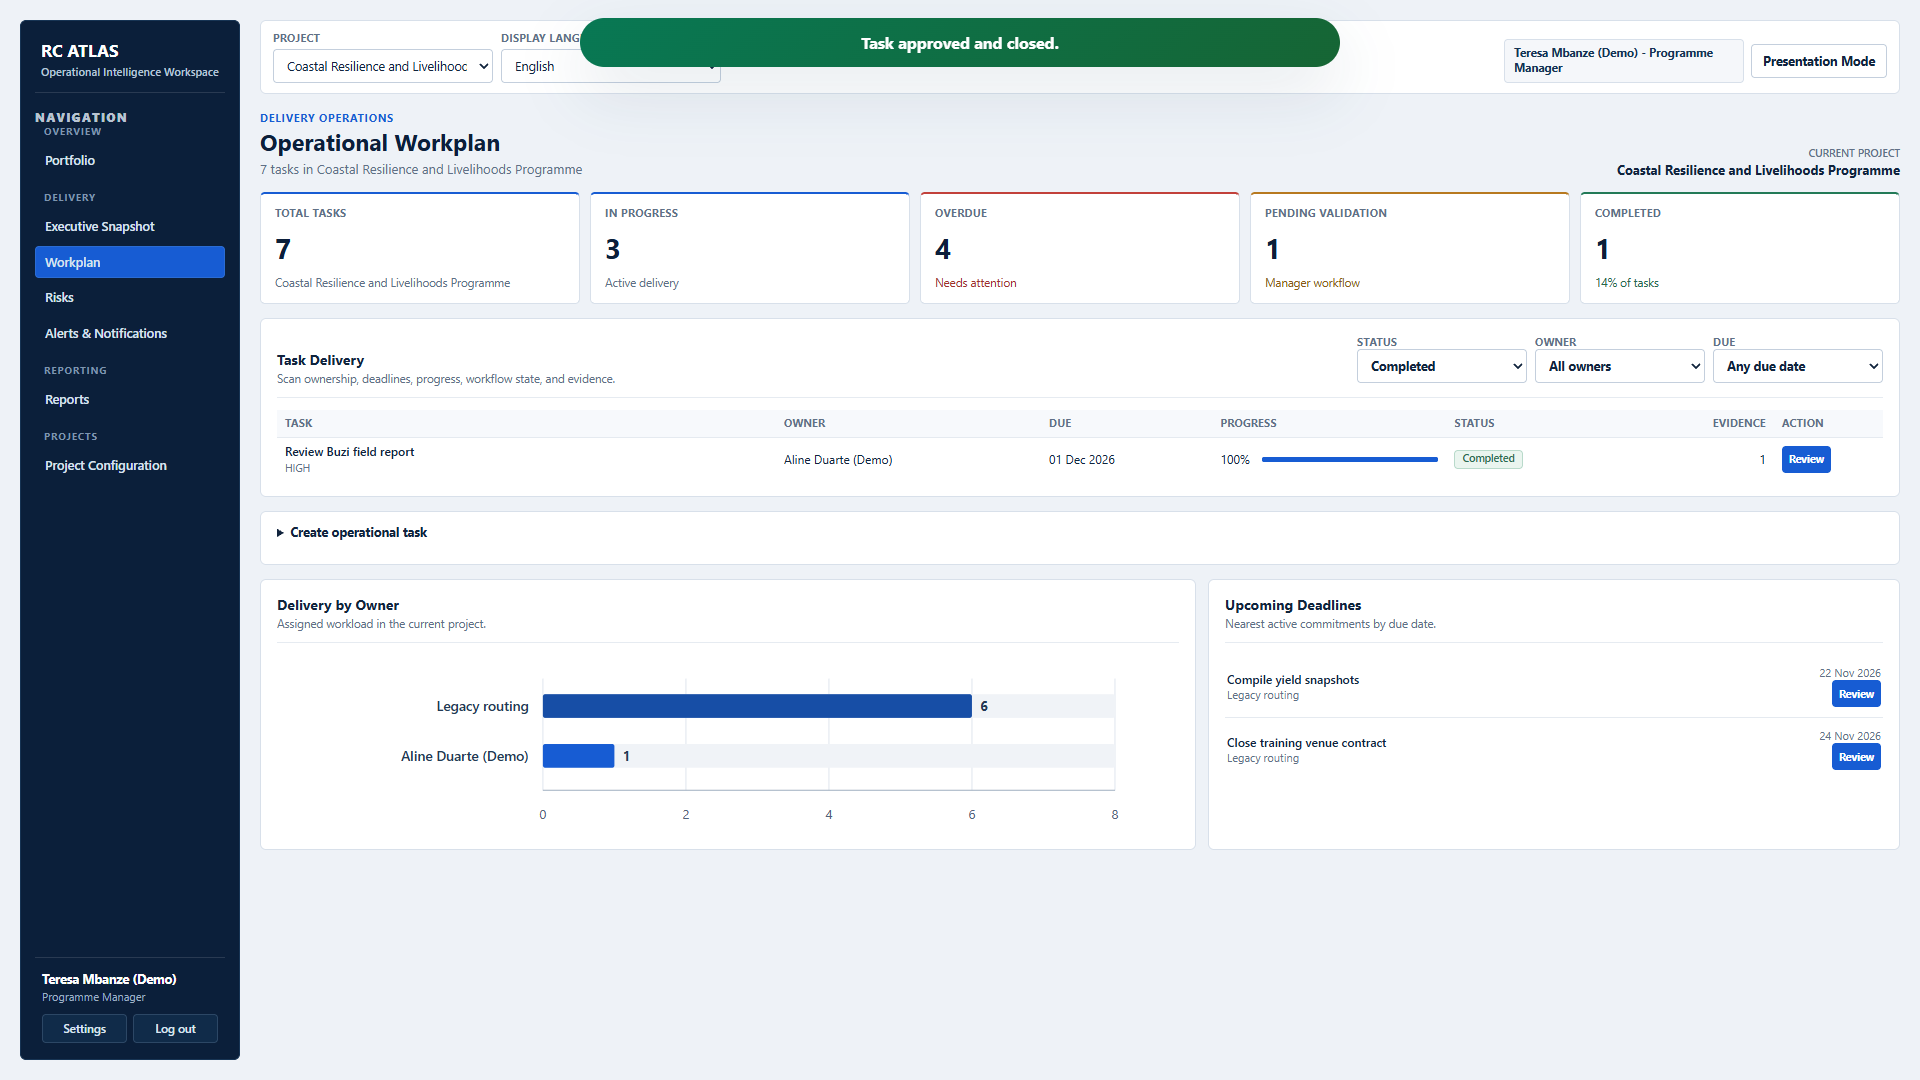 RC ATLAS
Operational Intelligence Workspace
NAVIGATION
OVERVIEW
Portfolio
DELIVERY
Executive Snapshot
Workplan
Risks
Alerts & Notifications
REPORTING
Reports
PROJECTS
Project Configuration
Teresa Mbanze (Demo)
Programme Manager
Settings
Log out
PROJECT
Coastal Resilience and Livelihooc
DISPLAY LANG
English
Task approved and closed.
Teresa Mbanze (Demo) - Programme
Manager
Presentation Mode
DELIVERY OPERATIONS
Operational Workplan
7 tasks in Coastal Resilience and Livelihoods Programme
CURRENT PROJECT
Coastal Resilience and Livelihoods Programme
TOTAL TASKS
7
Coastal Resilience and Livelihoods Programme
IN PROGRESS
3
Active delivery
OVERDUE
4
Needs attention
PENDING VALIDATION
1
Manager workflow
COMPLETED
1
14% of tasks
Task Delivery
Scan ownership, deadlines, progress, workflow state, and evidence.
STATUS
Completed
OWNER
All owners
DUE
Any due date
TASK OWNER DUE PROGRESS STATUS EVIDENCE ACTION
Review Buzi field report
HIGH
Aline Duarte (Demo)
01 Dec 2026
100%
Completed
1
Review
Create operational task
Delivery by Owner
Assigned workload in the current project.
Legacy routing
6
Aline Duarte (Demo)
1
0 2 4 6 8
Upcoming Deadlines
Nearest active commitments by due date.
Compile yield snapshots
Legacy routing
22 Nov 2026
Review
Close training venue contract
Legacy routing
24 Nov 2026
Review